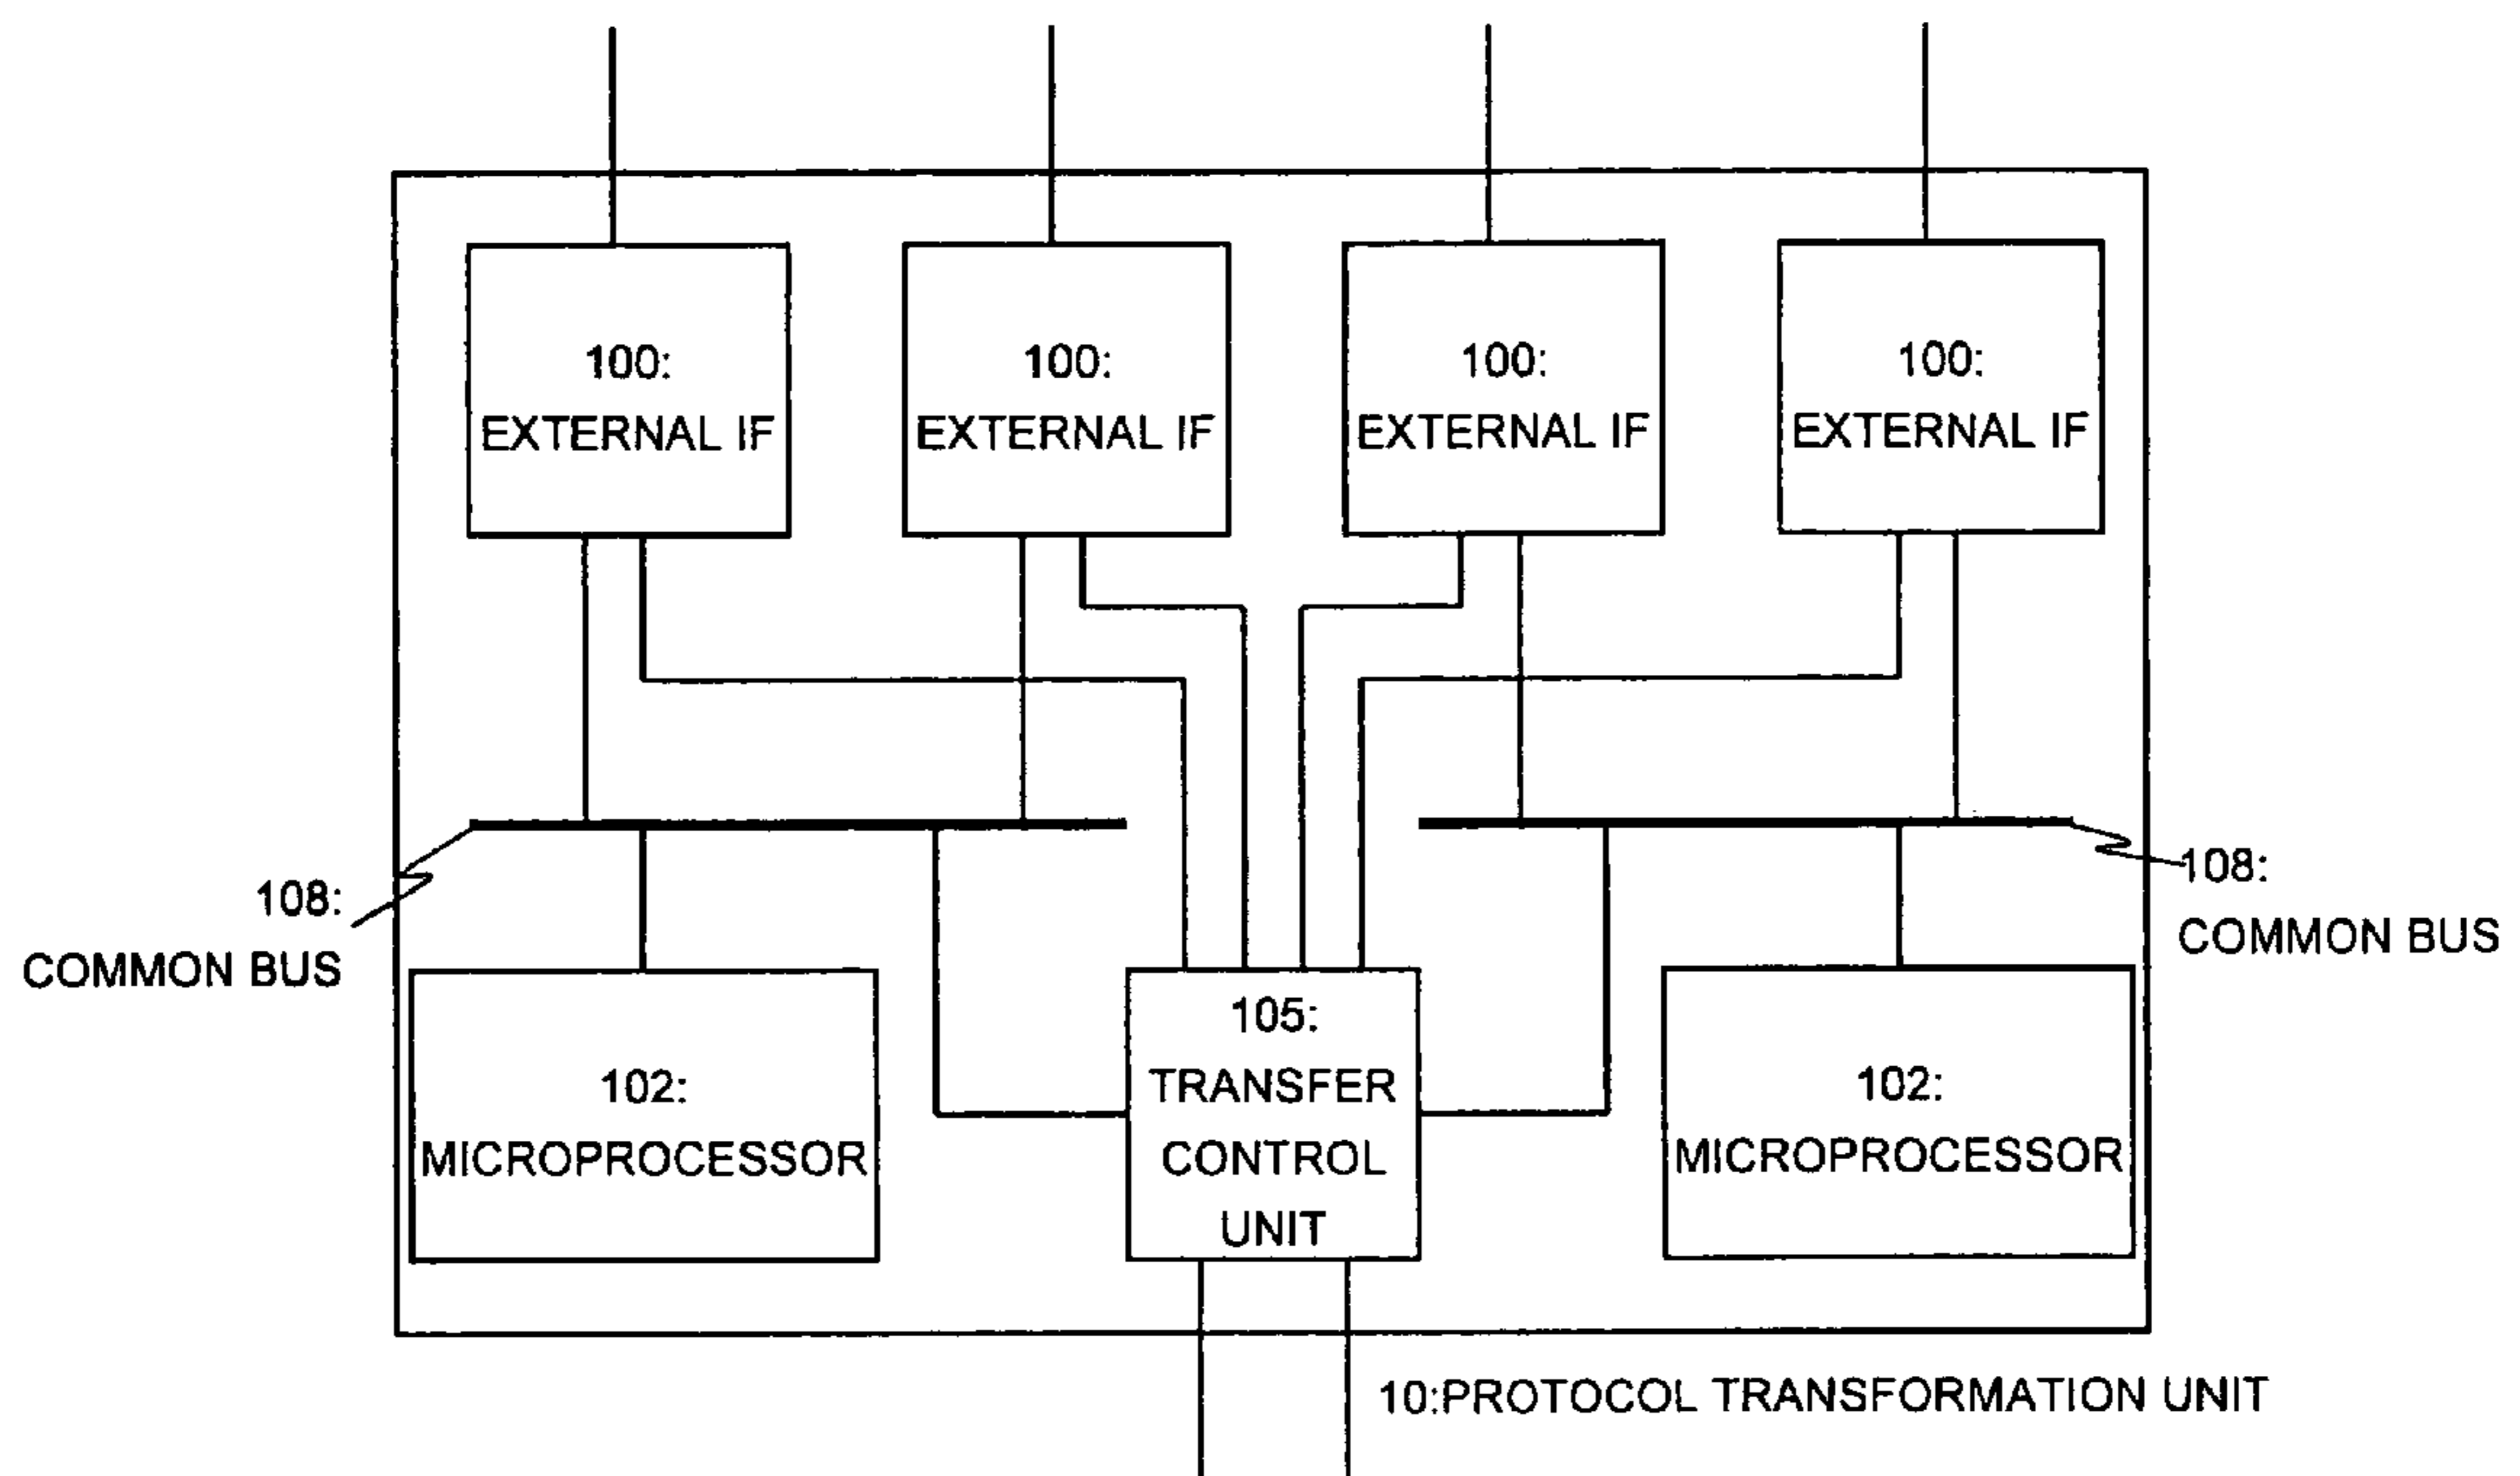 100:
EXTERNAL IF
100:
EXTERNAL IF
100:
EXTERNAL IF
100:
EXTERNAL IF
108:
COMMON BUS
108:
COMMON BUS
102:
MICROPROCESSOR
105:
TRANSFER
CONTROL
UNIT
102:
MICROPROCESSOR
10:PROTOCOL TRANSFORMATION UNIT